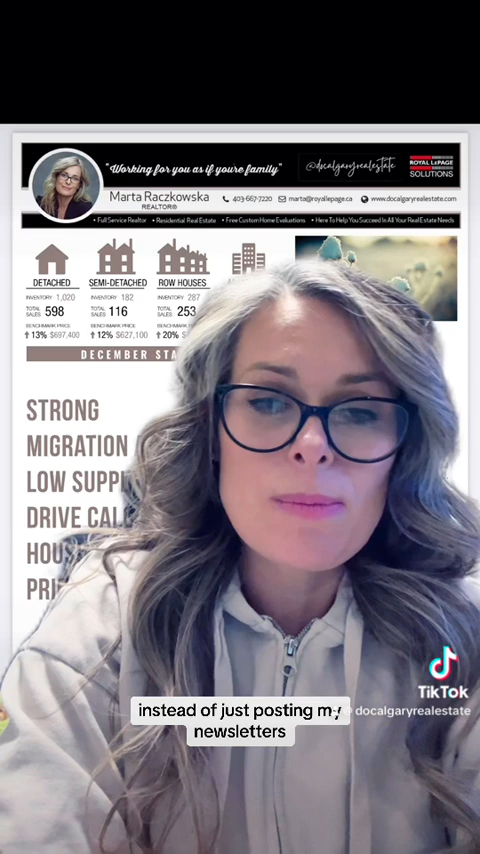 "Working for you as if youre family"
@docalgaryrealestate
ROYAL LEPAGE
SOLUTIONS
Marta Raczkowska
REALTOR®
403-667-7220 marta@royallepage.ca www.docalgaryrealestate.com
• Full Service Realtor • Residential Real Estate • Free Custom Home Evaluations • Here To Help You Succeed In All Your Real Estate Needs
DETACHED
INVENTORY 1,020
TOTAL SALES 598
BENCHMARK PRICE
13% $697,400
SEMI-DETACHED
INVENTORY 182
TOTAL SALES 116
BENCHMARK PRICE
12% $627,100
ROW HOUSES
INVENTORY 287
TOTAL SALES 253
BENCHMARK PRICE
20%
DECEMBER STA
STRONG
MIGRATION
LOW SUPP
DRIVE CAL
HOUS
PRI
instead of just posting my
newsletters
TikTok
docalgaryrealestate